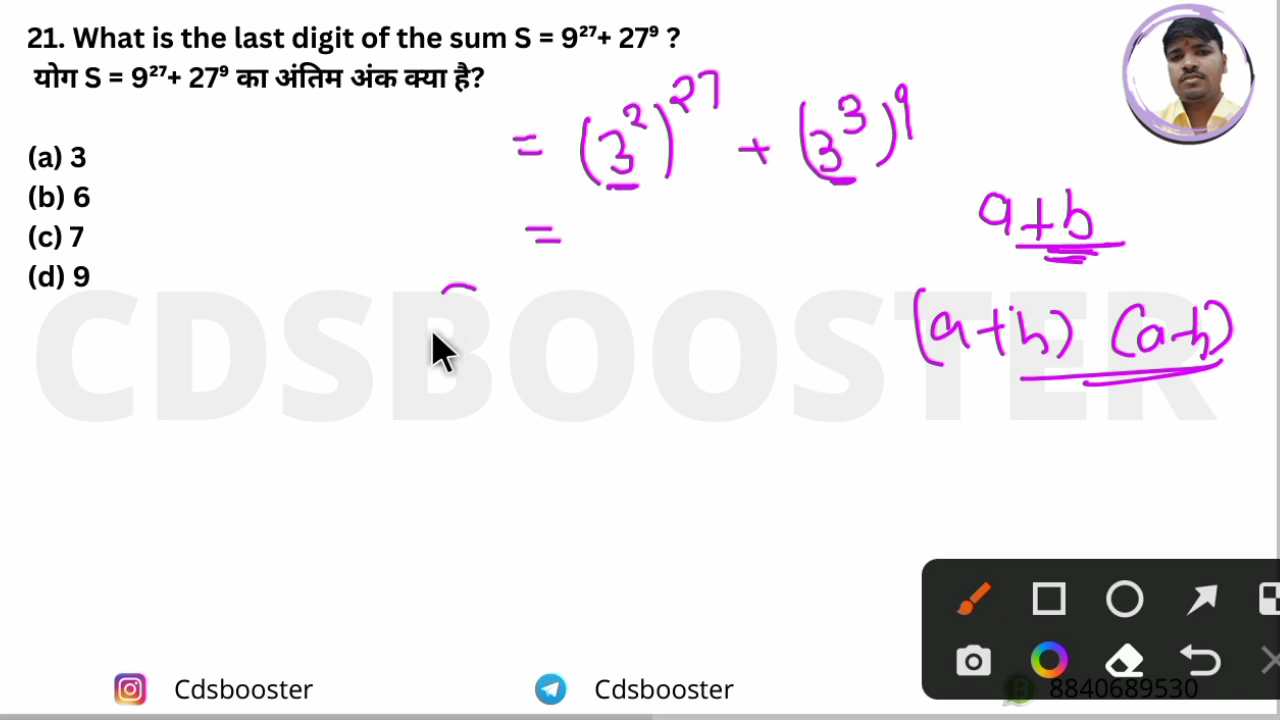 21. What is the last digit of the sum S = 9²⁷+ 27⁹ ?
योग S = 9²⁷+ 27⁹ का अंतिम अंक क्या है?
= (3²)²⁷ + (3³)⁹
(a) 3
(b) 6
(c) 7
(d) 9
=
a+b
(a+b) (a-b)
CDSBOOSTER
Cdsbooster
Cdsbooster
8840689530